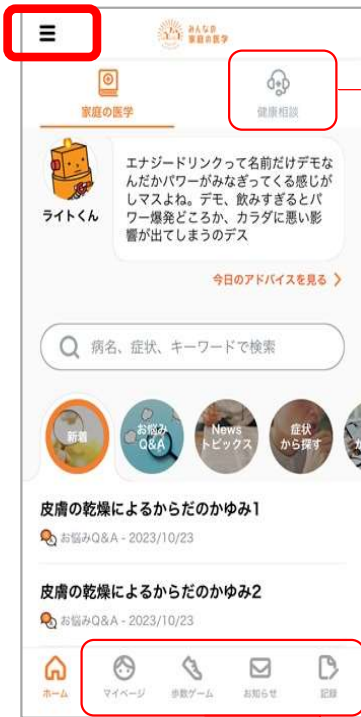 みんなの
家庭の医学
家庭の医学
健康相談
エナジードリンクって名前だけデモな
んだかパワーがみなぎってくる感じが
しマスよね。デモ、飲みすぎるとパ
ワー爆発どころか、カラダに悪い影
響が出てしまうのデス
ライトくん
今日のアドバイスを見る
病名、症状、キーワードで検索
新着
お悩み
Q&A
News
トピックス
症状
から探す
か
皮膚の乾燥によるからだのかゆみ1
お悩みQ&A - 2023/10/23
皮膚の乾燥によるからだのかゆみ2
お悩みQ&A - 2023/10/23
ホーム
マイページ
歩数ゲーム
お知らせ
記録